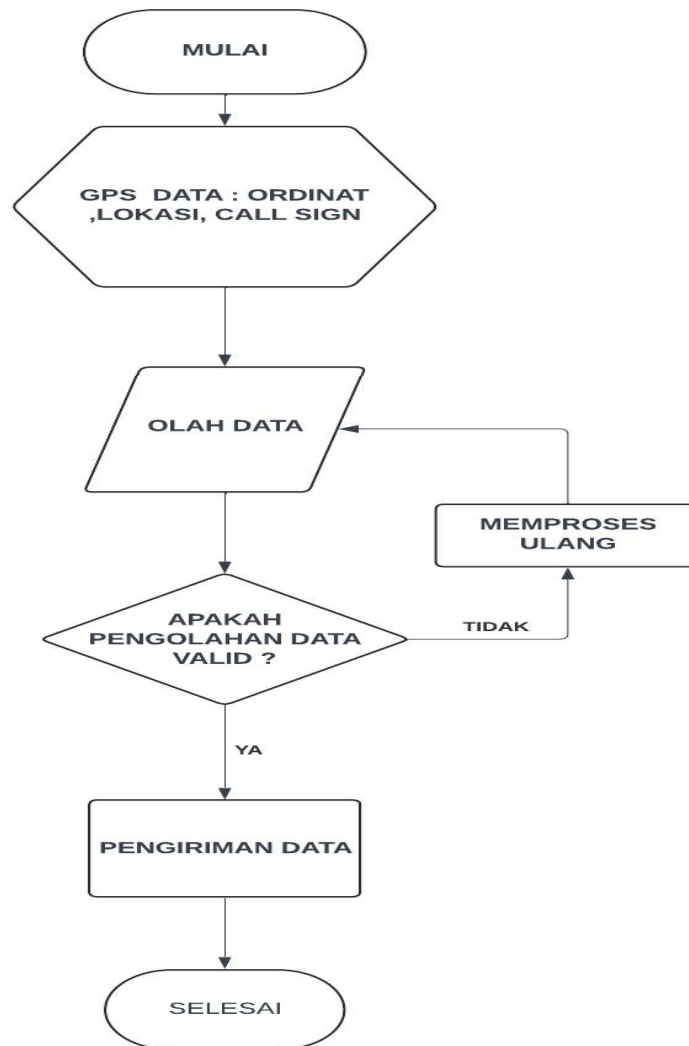 MULAI
GPS DATA : ORDINAT
,LOKASI, CALL SIGN
OLAH DATA
MEMPROSES
ULANG
APAKAH
PENGOLAHAN DATA
VALID ?
TIDAK
YA
PENGIRIMAN DATA
SELESAI